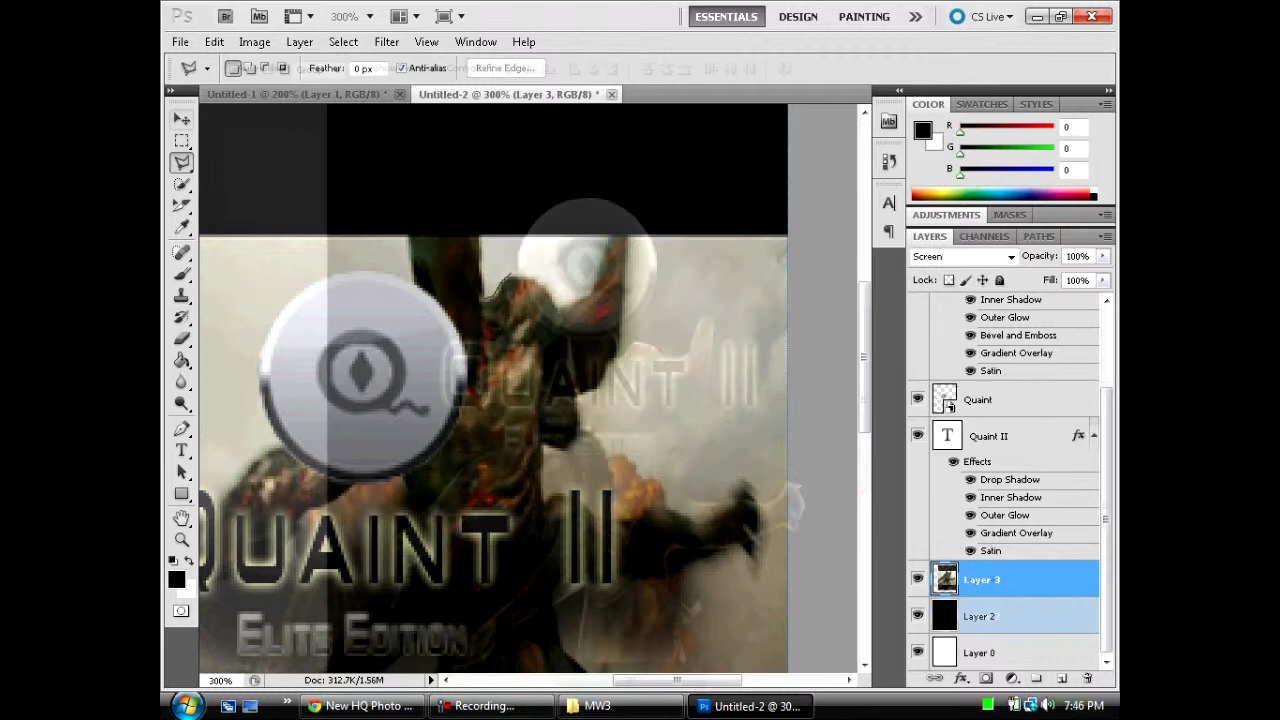 Ps Br Mb 300% ESSENTIALS DESIGN PAINTING CS Live
File Edit Image Layer Select Filter View Window Help
Feather: 0 px Anti-alias Refine Edge...
Untitled-1 @ 200% (Layer 1, RGB/8) * Untitled-2 @ 300% (Layer 3, RGB/8) *
COLOR SWATCHES STYLES
Mb
R 0
G 0
B 0
A
ADJUSTMENTS MASKS
LAYERS CHANNELS PATHS
Screen Opacity: 100%
Lock: Fill: 100%
Inner Shadow
Outer Glow
Bevel and Emboss
Gradient Overlay
Satin
Quaint
T Quaint II fx
Effects
Drop Shadow
Inner Shadow
Outer Glow
Gradient Overlay
Satin
Layer 3
Layer 2
Layer 0
Q
QUAINT II
QUAINT II
ELITE EDITION
300% Doc: 312.7K/1.56M
New HQ Photo ... Recording... MW3 Untitled-2 @ 30... 7:46 PM